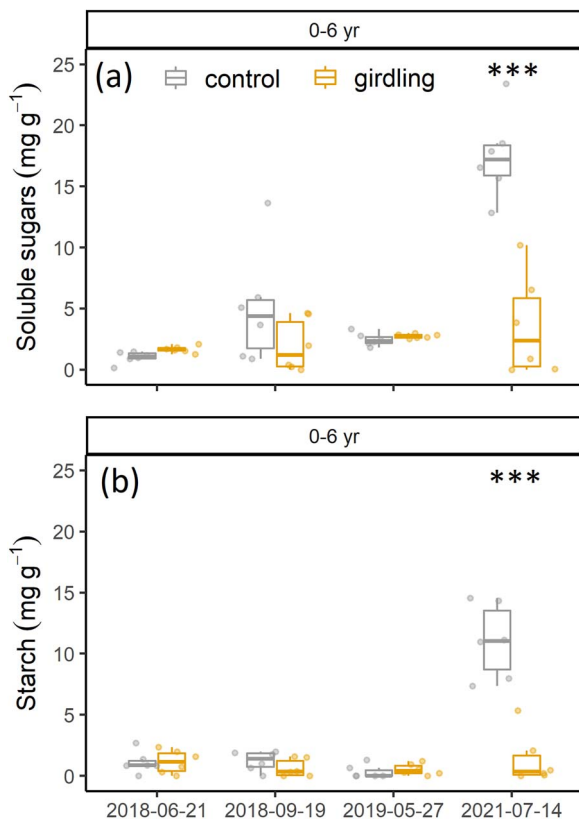 0-6 yr
(a) control girdling ***
25
20
15
10
5
0
Soluble sugars (mg g⁻¹)
0-6 yr
(b) ***
25
20
15
10
5
0
Starch (mg g⁻¹)
2018-06-21 2018-09-19 2019-05-27 2021-07-14